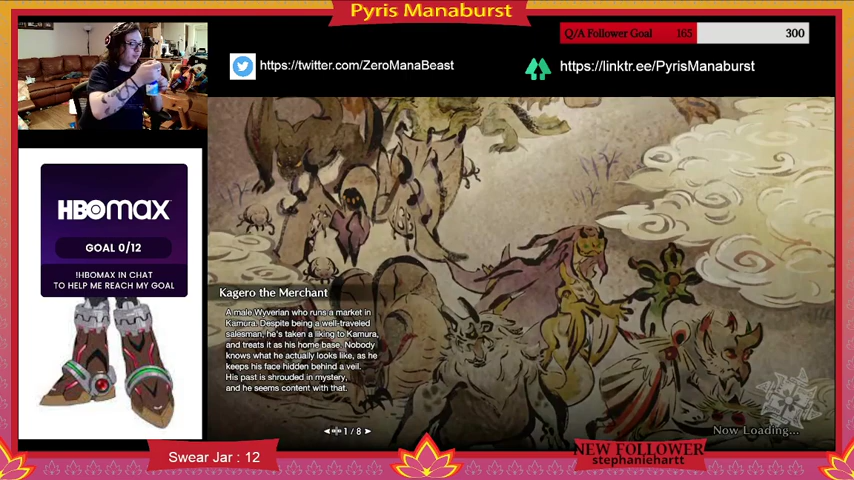 Pyris Manaburst
Q/A Follower Goal 165 300
https://twitter.com/ZeroManaBeast
https://linktr.ee/PyrisManaburst
HBOMAX
GOAL 0/12
!HBOMAX IN CHAT
TO HELP ME REACH MY GOAL
Kagero the Merchant
A male Wyverian who runs a market in
Kamura. Despite being a well-traveled
salesman, he's taken a liking to Kamura,
and treats it as his home base. Nobody
knows what he actually looks like, as he
keeps his face hidden behind a veil.
His past is shrouded in mystery,
and he seems content with that.
1 / 8
Now Loading...
Swear Jar : 12
NEW FOLLOWER
stephaniehartt